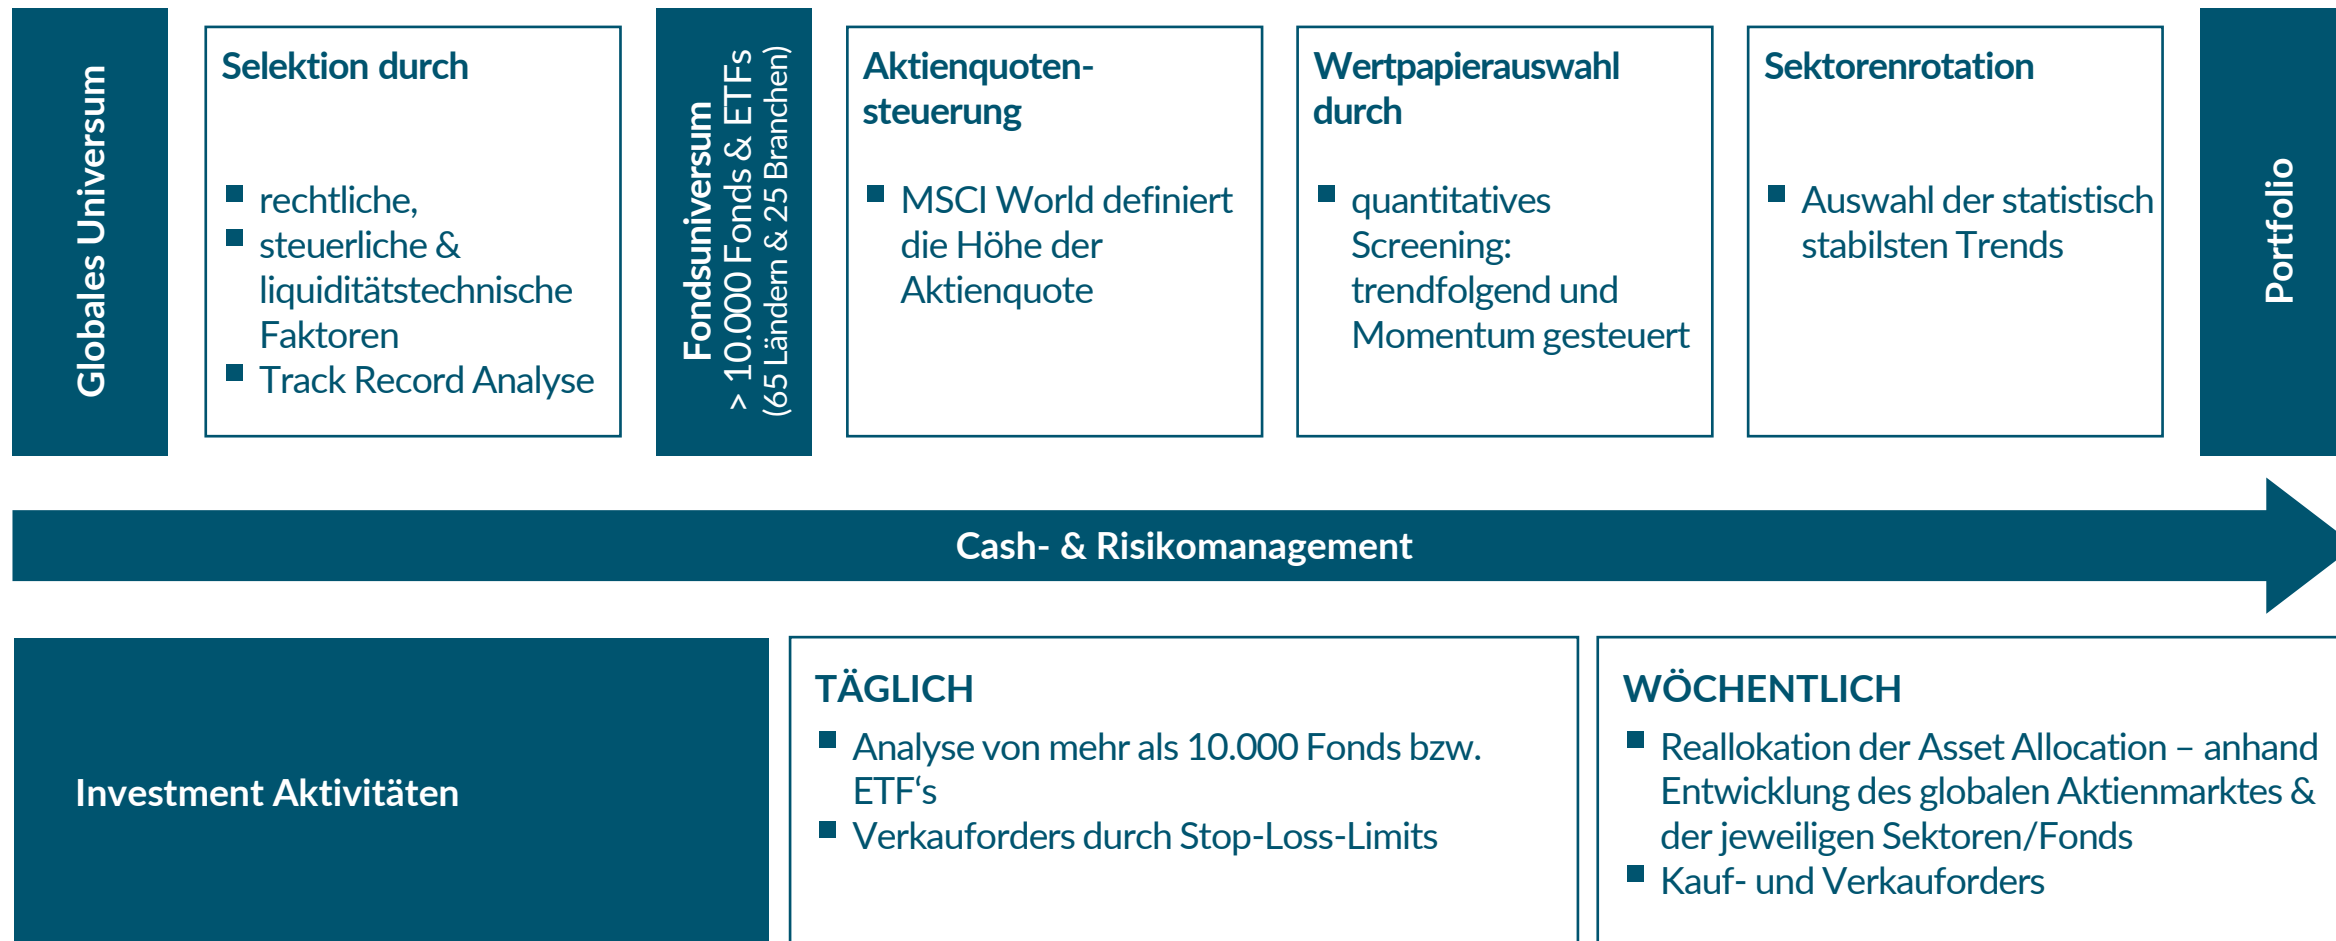 Globales Universum
Selektion durch
rechtliche,
steuerliche &
liquiditätstechnische
Faktoren
Track Record Analyse
Fondsuniversum
> 10.000 Fonds & ETFs
(65 Ländern & 25 Branchen)
Aktienquoten-
steuerung
MSCI World definiert
die Höhe der
Aktienquote
Wertpapierauswahl
durch
quantitatives
Screening:
trendfolgend und
Momentum gesteuert
Sektorenrotation
Auswahl der statistisch
stabilsten Trends
Portfolio
Cash- & Risikomanagement
Investment Aktivitäten
TÄGLICH
Analyse von mehr als 10.000 Fonds bzw.
ETF‘s
Verkauforders durch Stop-Loss-Limits
WÖCHENTLICH
Reallokation der Asset Allocation – anhand
Entwicklung des globalen Aktienmarktes &
der jeweiligen Sektoren/Fonds
Kauf- und Verkauforders